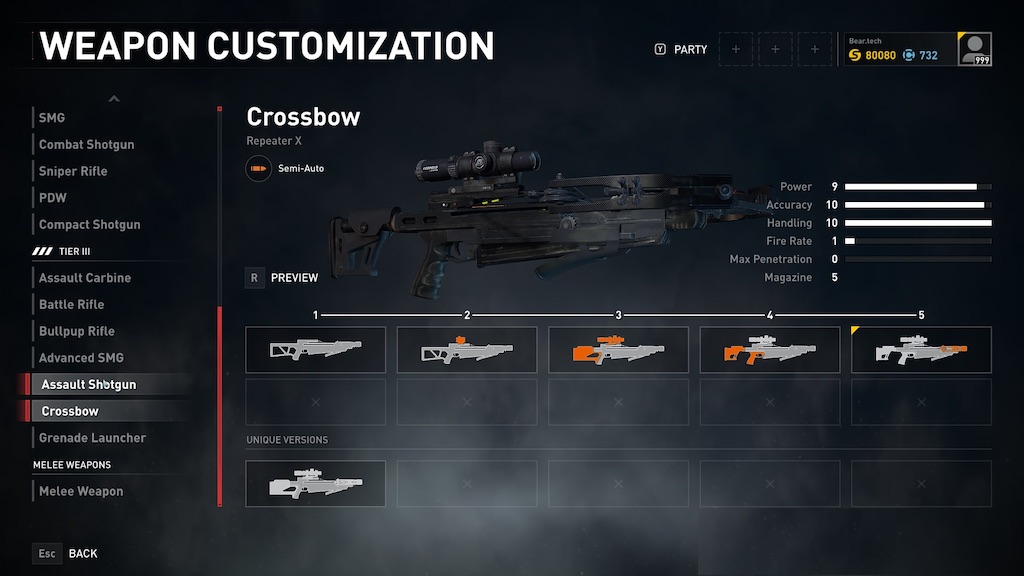 WEAPON CUSTOMIZATION
Y PARTY
Bear.tech
80080 732
999
SMG
Combat Shotgun
Sniper Rifle
PDW
Compact Shotgun
TIER III
Assault Carbine
Battle Rifle
Bullpup Rifle
Advanced SMG
Assault Shotgun
Crossbow
Grenade Launcher
MELEE WEAPONS
Melee Weapon
Esc BACK
Crossbow
Repeater X
Semi-Auto
R PREVIEW
Power 9
Accuracy 10
Handling 10
Fire Rate 1
Max Penetration 0
Magazine 5
1 2 3 4 5
UNIQUE VERSIONS